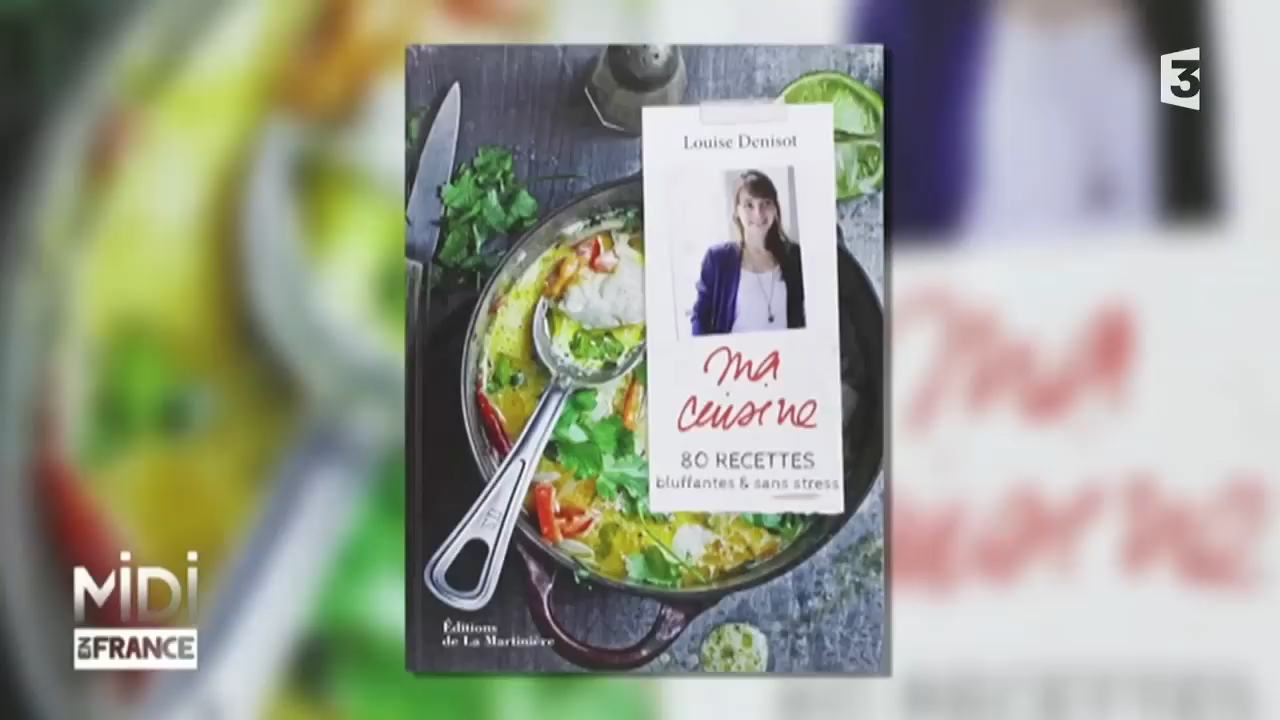 3
Louise Denisot
ma
cuisine
80 RECETTES
bluffantes & sans stress
Éditions
de La Martinière
MiDi
EN FRANCE